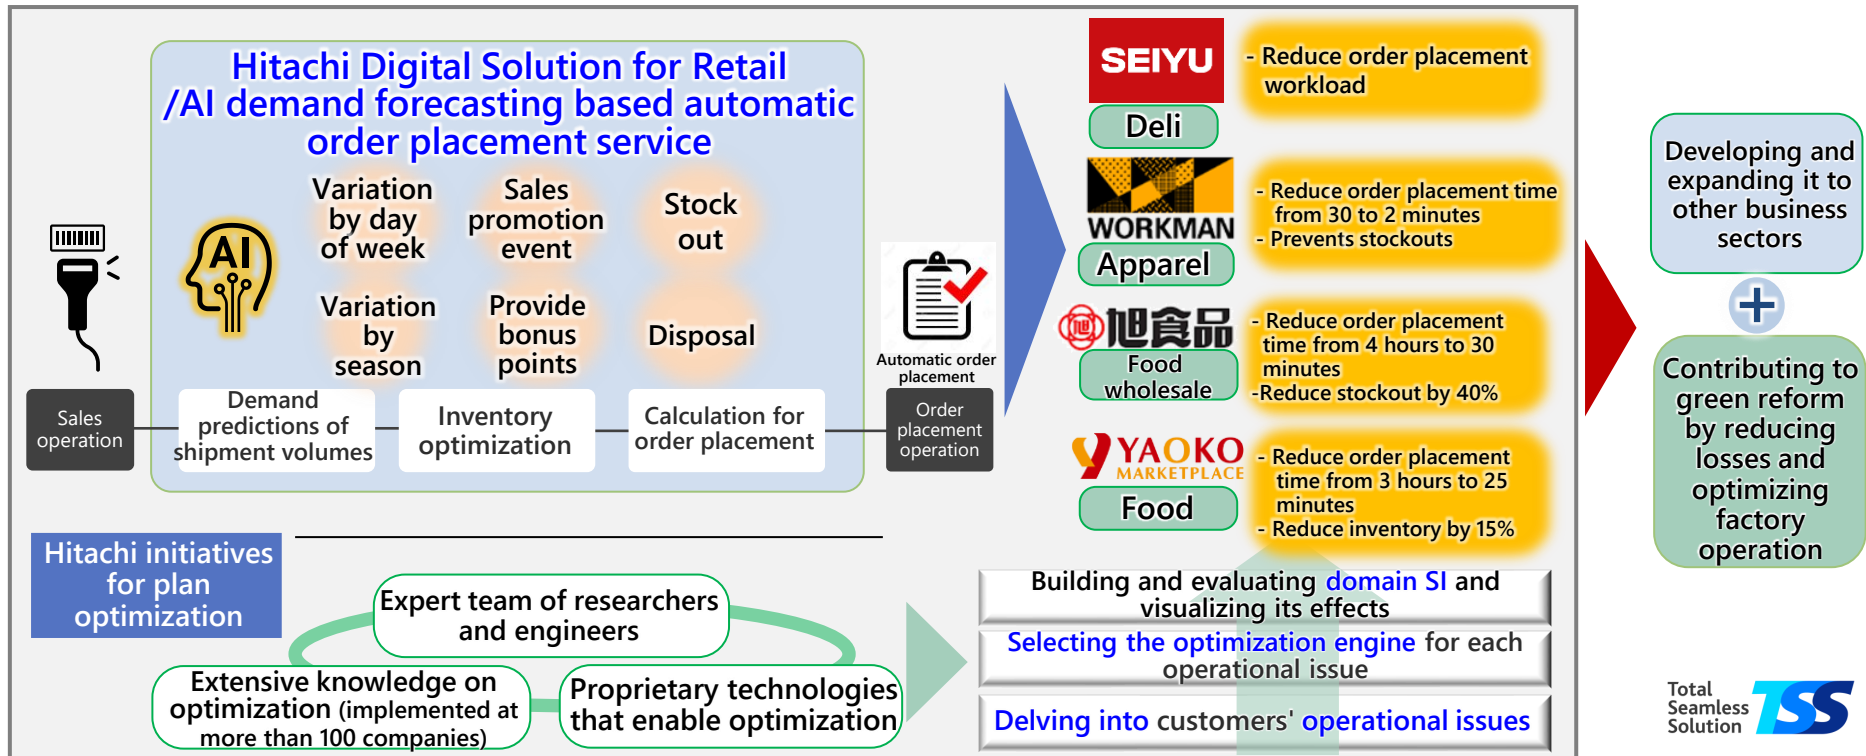 Hitachi Digital Solution for Retail
/AI demand forecasting based automatic
order placement service
AI
Variation
by day
of week
Sales
promotion
event
Stock
out
Variation
by
season
Provide
bonus
points
Disposal
Automatic order
placement
Sales
operation
Demand
predictions of
shipment volumes
Inventory
optimization
Calculation for
order placement
Order
placement
operation
SEIYU
Deli
- Reduce order placement
workload
WORKMAN
Apparel
- Reduce order placement time
from 30 to 2 minutes
- Prevents stockouts
旭 旭食品
Food
wholesale
- Reduce order placement
time from 4 hours to 30
minutes
-Reduce stockout by 40%
YAOKO
MARKETPLACE
Food
- Reduce order placement
time from 3 hours to 25
minutes
- Reduce inventory by 15%
Developing and
expanding it to
other business
sectors
+
Contributing to
green reform
by reducing
losses and
optimizing
factory
operation
Hitachi initiatives
for plan
optimization
Expert team of researchers
and engineers
Extensive knowledge on
optimization (implemented at
more than 100 companies)
Proprietary technologies
that enable optimization
Building and evaluating domain SI and
visualizing its effects
Selecting the optimization engine for each
operational issue
Delving into customers' operational issues
Total
Seamless
Solution
TSS